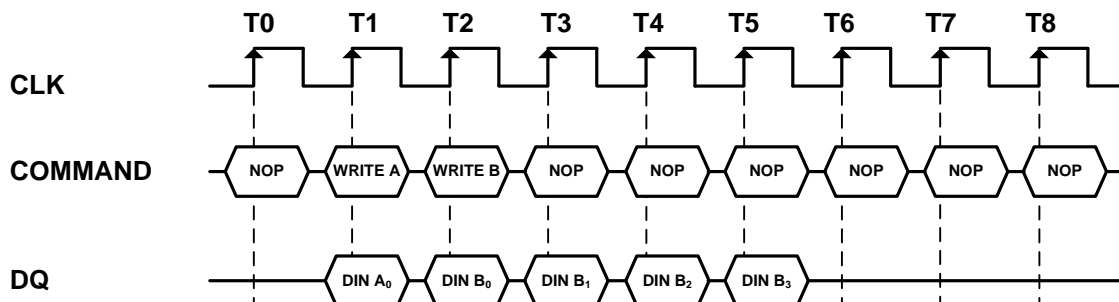 T0 T1 T2 T3 T4 T5 T6 T7 T8
CLK
COMMAND NOP WRITE A WRITE B NOP NOP NOP NOP NOP NOP
DQ DIN A₀ DIN B₀ DIN B₁ DIN B₂ DIN B₃